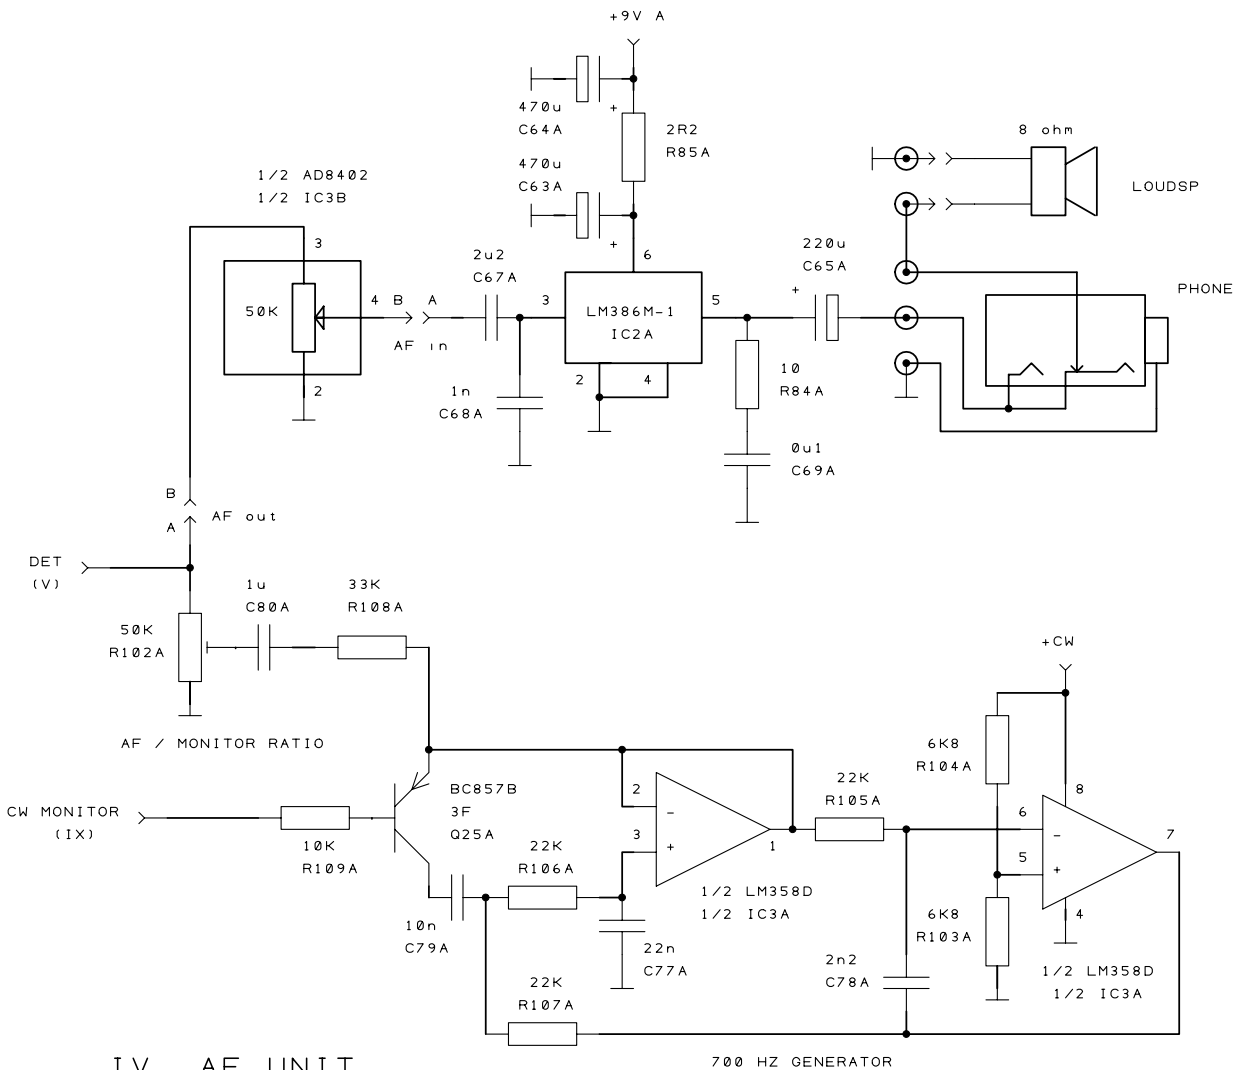 +9V A
470u
C64A
+
2R2
R85A
470u
C63A
+
8 ohm
LOUDSP
1/2 AD8402
1/2 IC3B
3
50K
4
2
B
A
AF in
2u2
C67A
3
6
LM386M-1
IC2A
5
2
4
1n
C68A
220u
C65A
+
PHONE
10
R84A
0u1
C69A
B
A
AF out
DET
(V)
50K
R102A
1u
C80A
33K
R108A
AF / MONITOR RATIO
+CW
6K8
R104A
CW MONITOR
(IX)
10K
R109A
BC857B
3F
Q25A
2
-
3
+
1
22K
R106A
1/2 LM358D
1/2 IC3A
22K
R105A
8
6
-
5
+
7
4
10n
C79A
22n
C77A
2n2
C78A
6K8
R103A
1/2 LM358D
1/2 IC3A
22K
R107A
IV AF UNIT
700 HZ GENERATOR